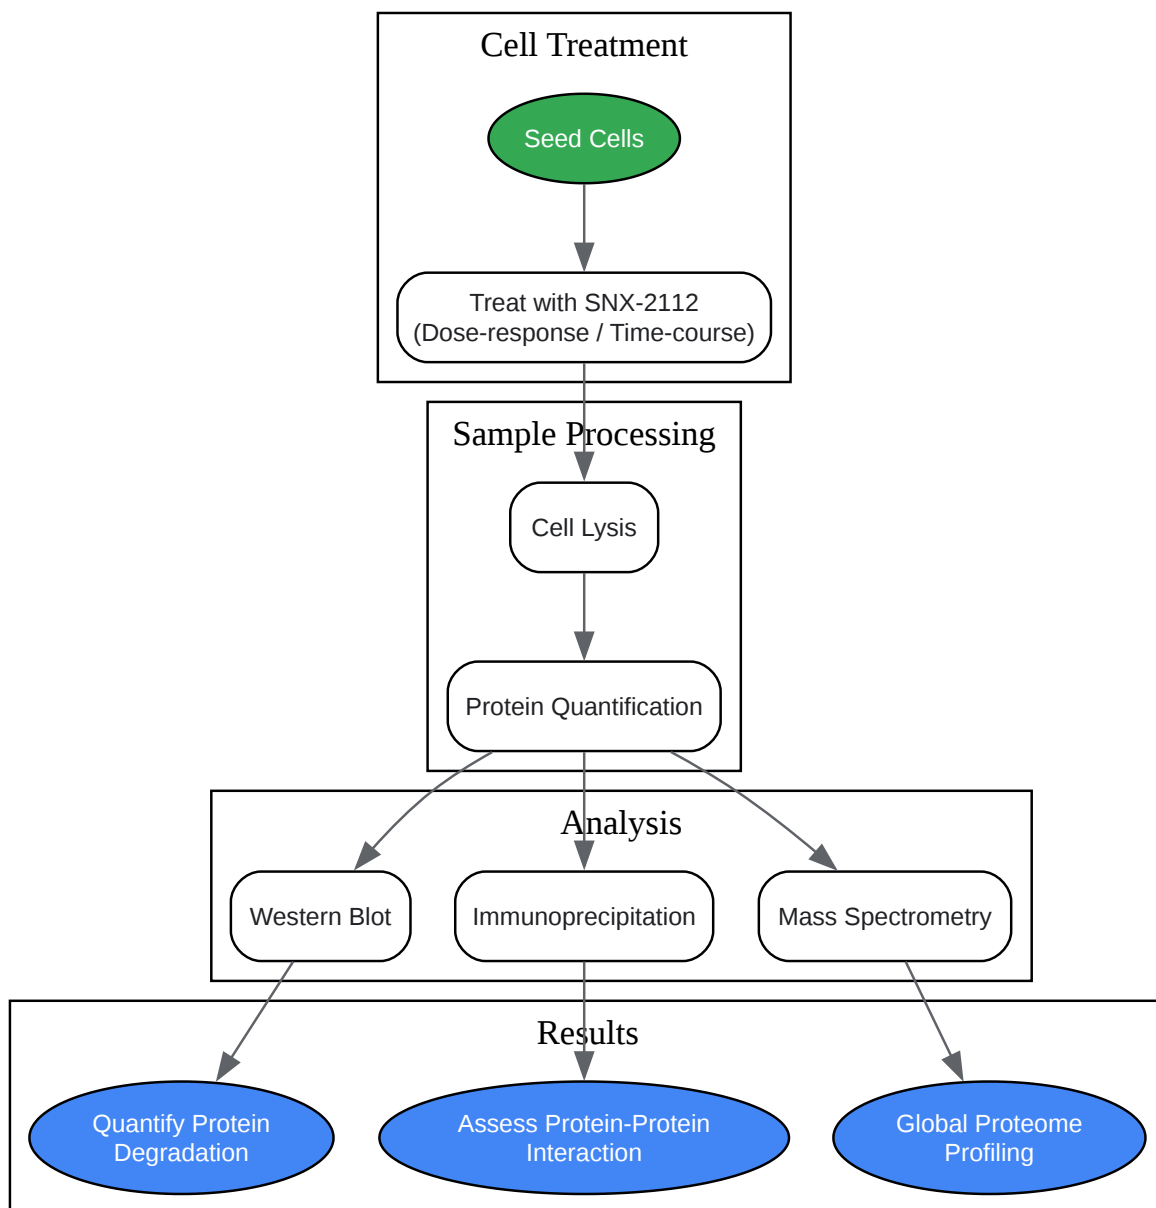 Cell Treatment
Seed Cells
Treat with SNX-2112
(Dose-response / Time-course)
Sample Processing
Cell Lysis
Protein Quantification
Analysis
Western Blot
Immunoprecipitation
Mass Spectrometry
Results
Quantify Protein
Degradation
Assess Protein-Protein
Interaction
Global Proteome
Profiling